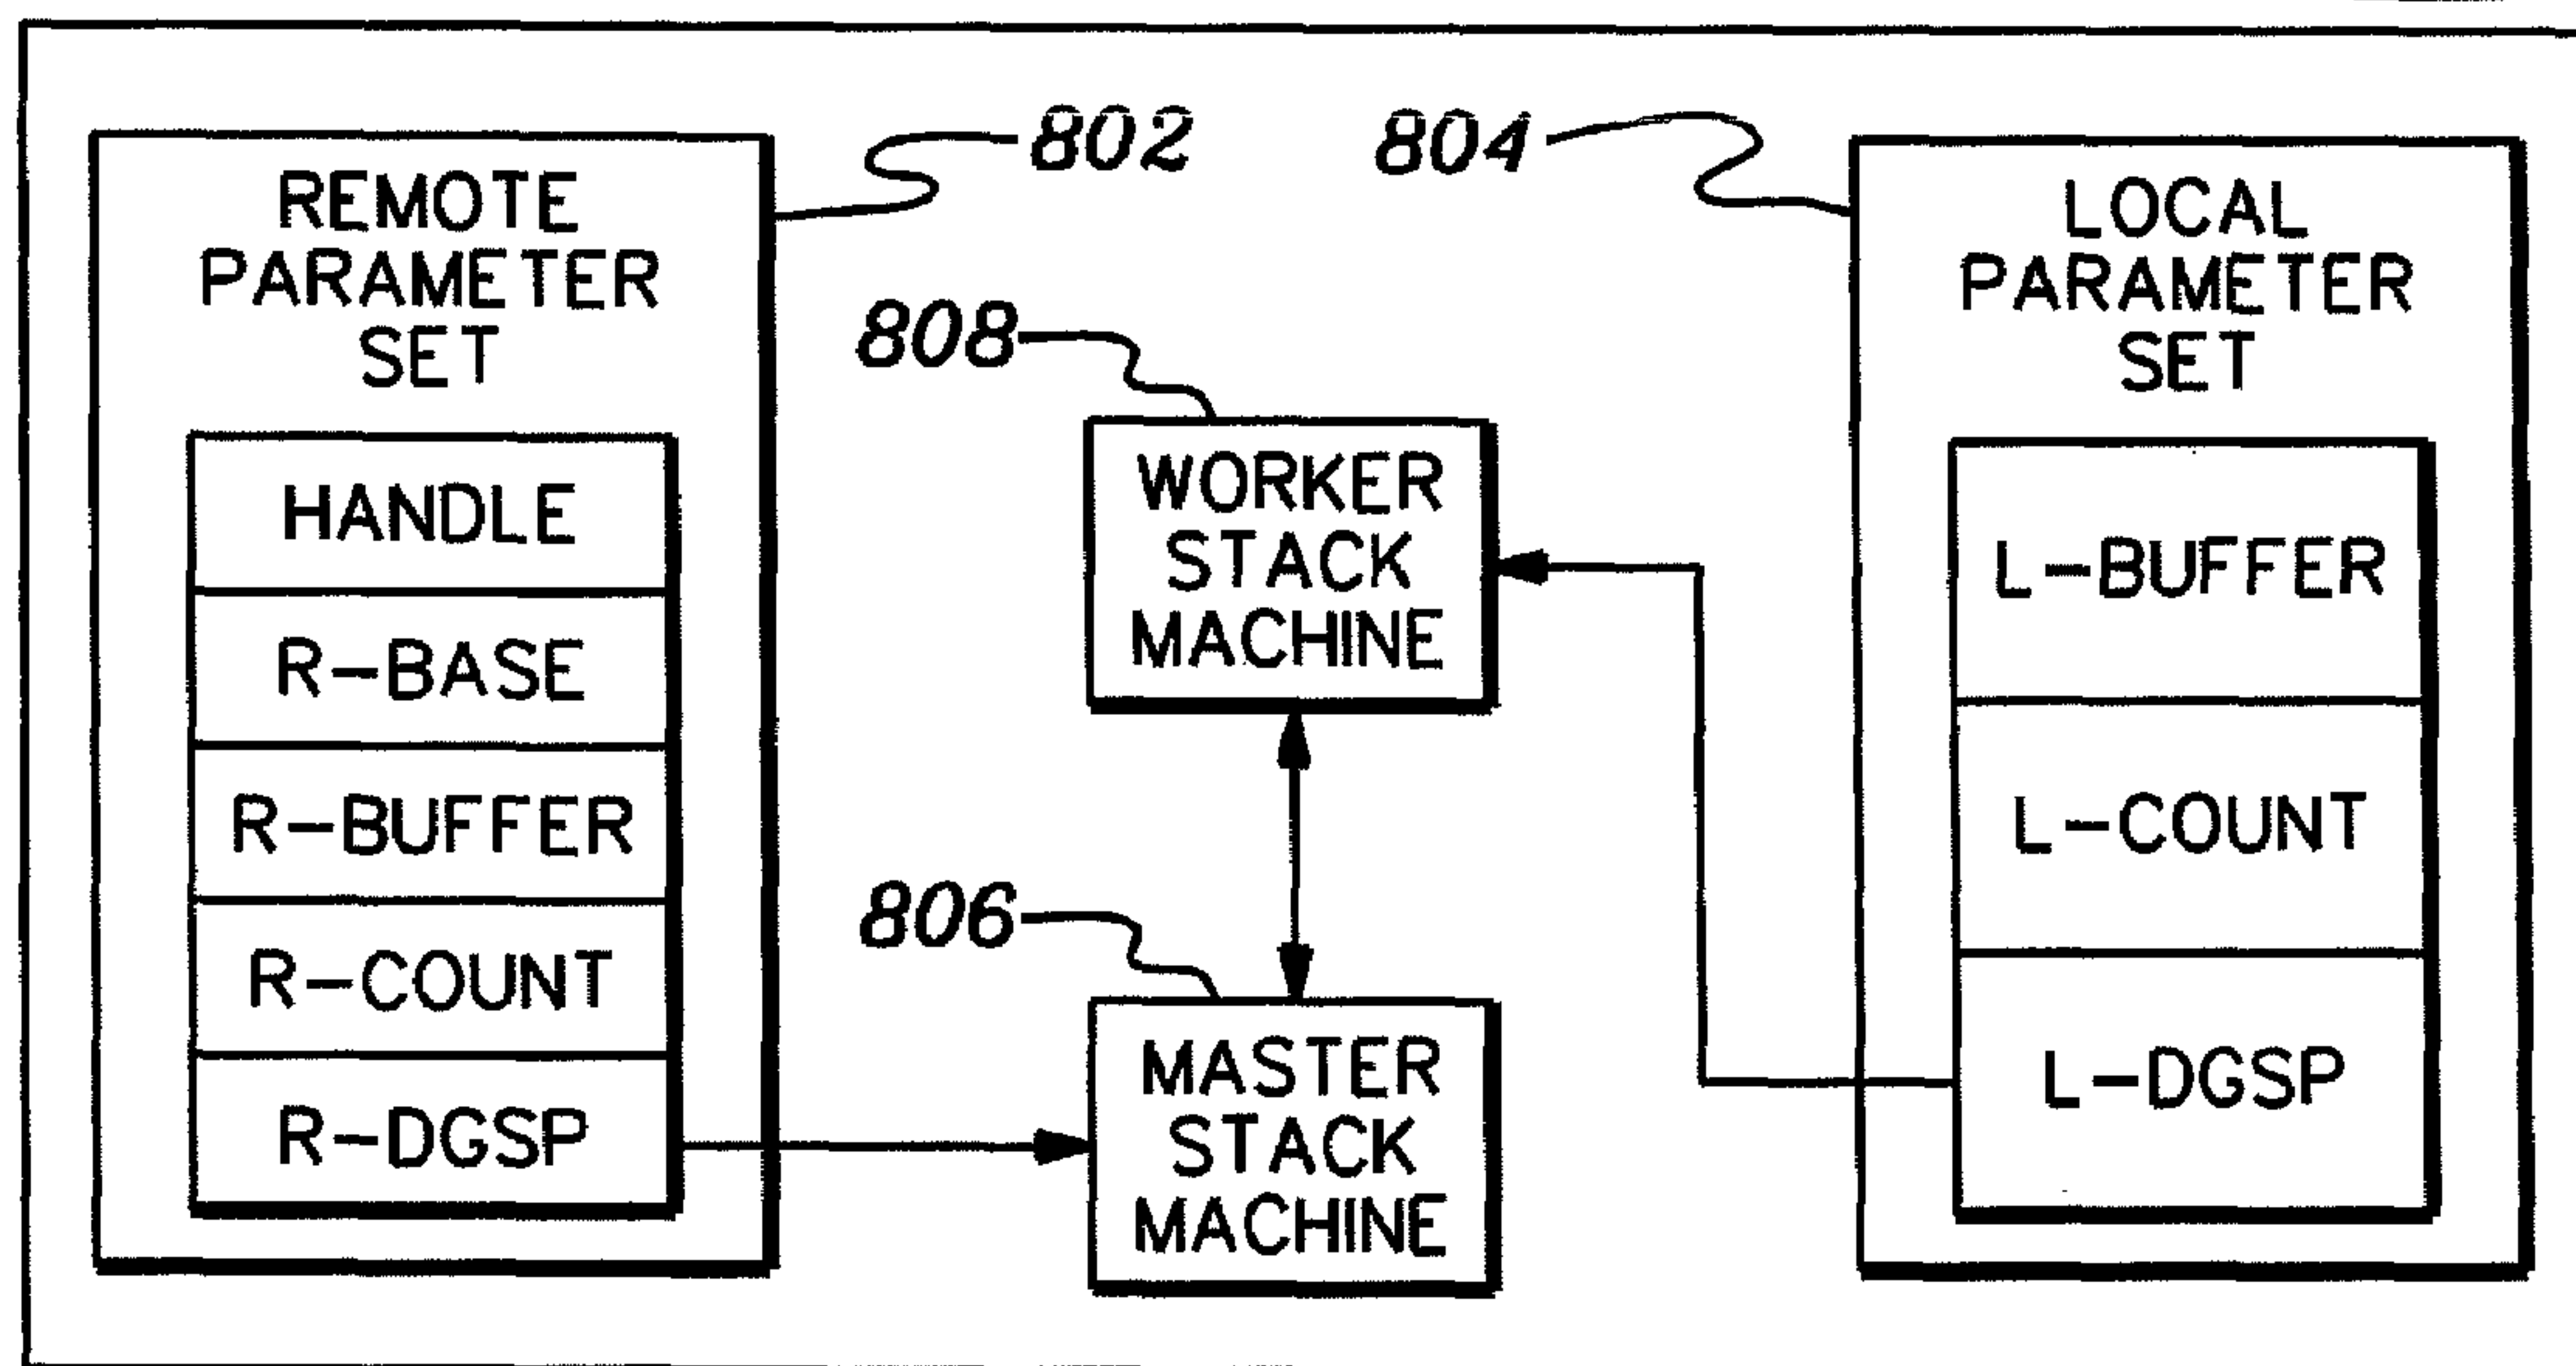 802
REMOTE
PARAMETER
SET
HANDLE
R-BASE
R-BUFFER
R-COUNT
R-DGSP
808
WORKER
STACK
MACHINE
806
MASTER
STACK
MACHINE
804
LOCAL
PARAMETER
SET
L-BUFFER
L-COUNT
L-DGSP